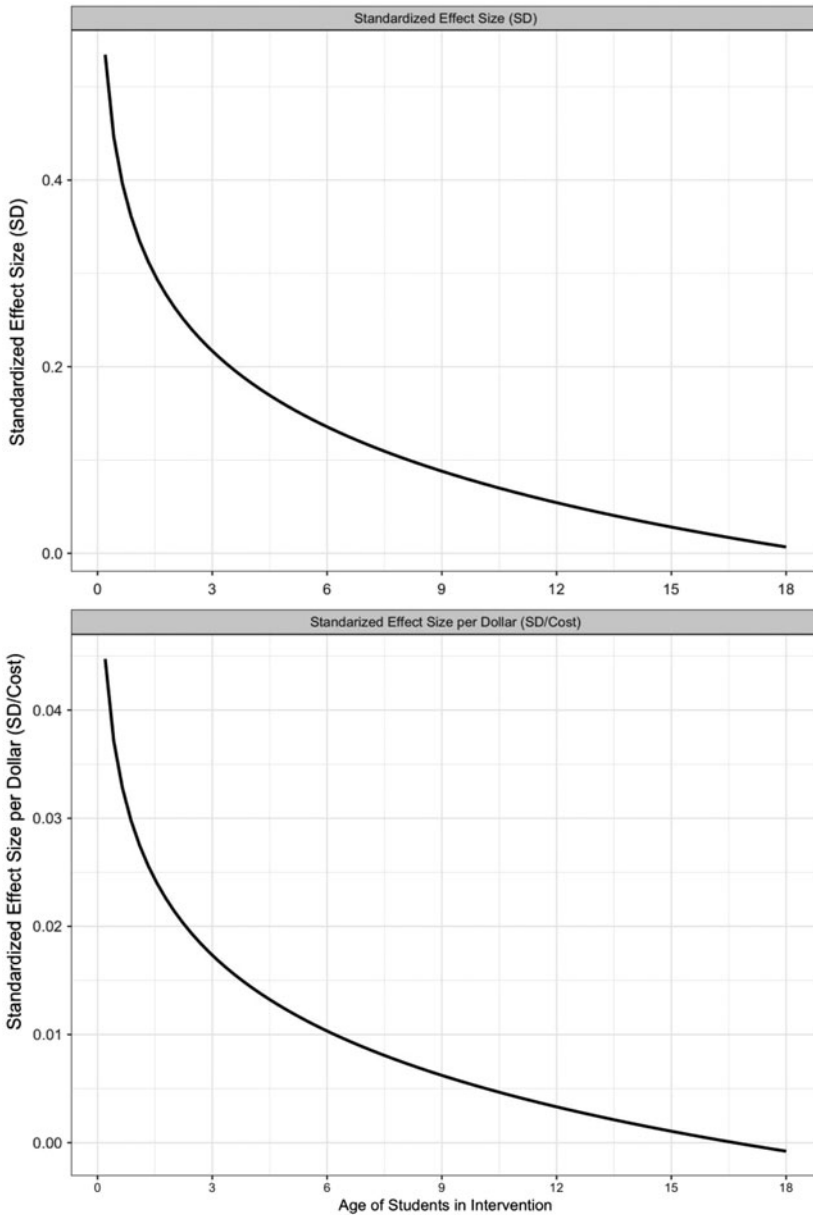 Standardized Effect Size (SD)
Standardized Effect Size (SD)
0.4
0.2
0.0
0 3 6 9 12 15 18
Standarized Effect Size per Dollar (SD/Cost)
Standardized Effect Size per Dollar (SD/Cost)
0.04
0.03
0.02
0.01
0.00
0 3 6 9 12 15 18
Age of Students in Intervention